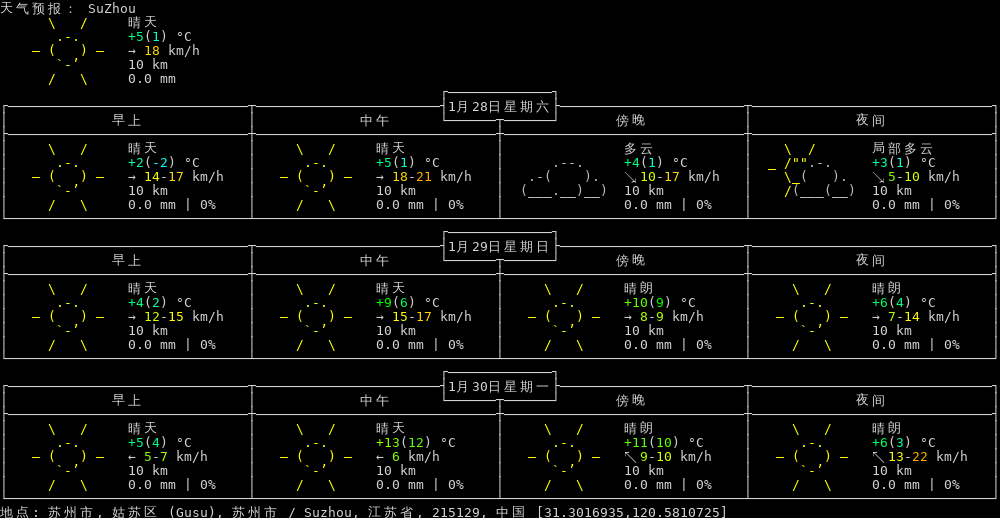 天气预报: SuZhou
晴天
+5(1) °C
→ 18 km/h
10 km
0.0 mm
1月28日星期六
早上 中午 傍晚 夜间
晴天 晴天 多云 局部多云
+2(-2) °C +5(1) °C +4(1) °C +3(1) °C
→ 14-17 km/h → 18-21 km/h ↘ 10-17 km/h ↘ 5-10 km/h
10 km 10 km 10 km 10 km
0.0 mm | 0% 0.0 mm | 0% 0.0 mm | 0% 0.0 mm | 0%
1月29日星期日
早上 中午 傍晚 夜间
晴天 晴天 晴朗 晴朗
+4(2) °C +9(6) °C +10(9) °C +6(4) °C
→ 12-15 km/h → 15-17 km/h → 8-9 km/h → 7-14 km/h
10 km 10 km 10 km 10 km
0.0 mm | 0% 0.0 mm | 0% 0.0 mm | 0% 0.0 mm | 0%
1月30日星期一
早上 中午 傍晚 夜间
晴天 晴天 晴朗 晴朗
+5(4) °C +13(12) °C +11(10) °C +6(3) °C
← 5-7 km/h ← 6 km/h ↖ 9-10 km/h ↖ 13-22 km/h
10 km 10 km 10 km 10 km
0.0 mm | 0% 0.0 mm | 0% 0.0 mm | 0% 0.0 mm | 0%
地点: 苏州市, 姑苏区 (Gusu), 苏州市 / Suzhou, 江苏省, 215129, 中国 [31.3016935,120.5810725]